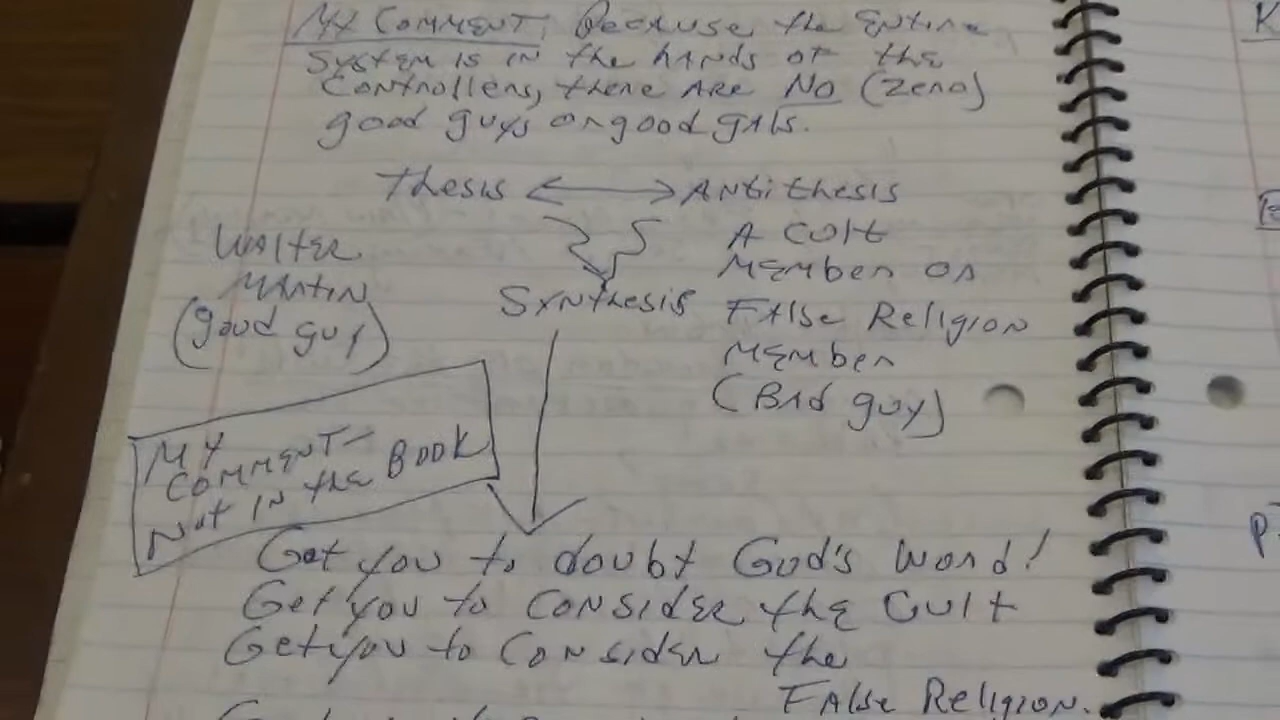 My Comment: Because the Entire
System is in the hands of the
Controllers, there are No (zero)
good guys or good gals.
Thesis ↔ Antithesis
Walter
Martin
(good guy)
A Cult
Member or
False Religion
Member
(Bad guy)
Synthesis
My
Comment-
Not in the Book
Get you to doubt God's Word!
Get you to Consider the Cult
Get you to Consider the
False Religion.
K
P